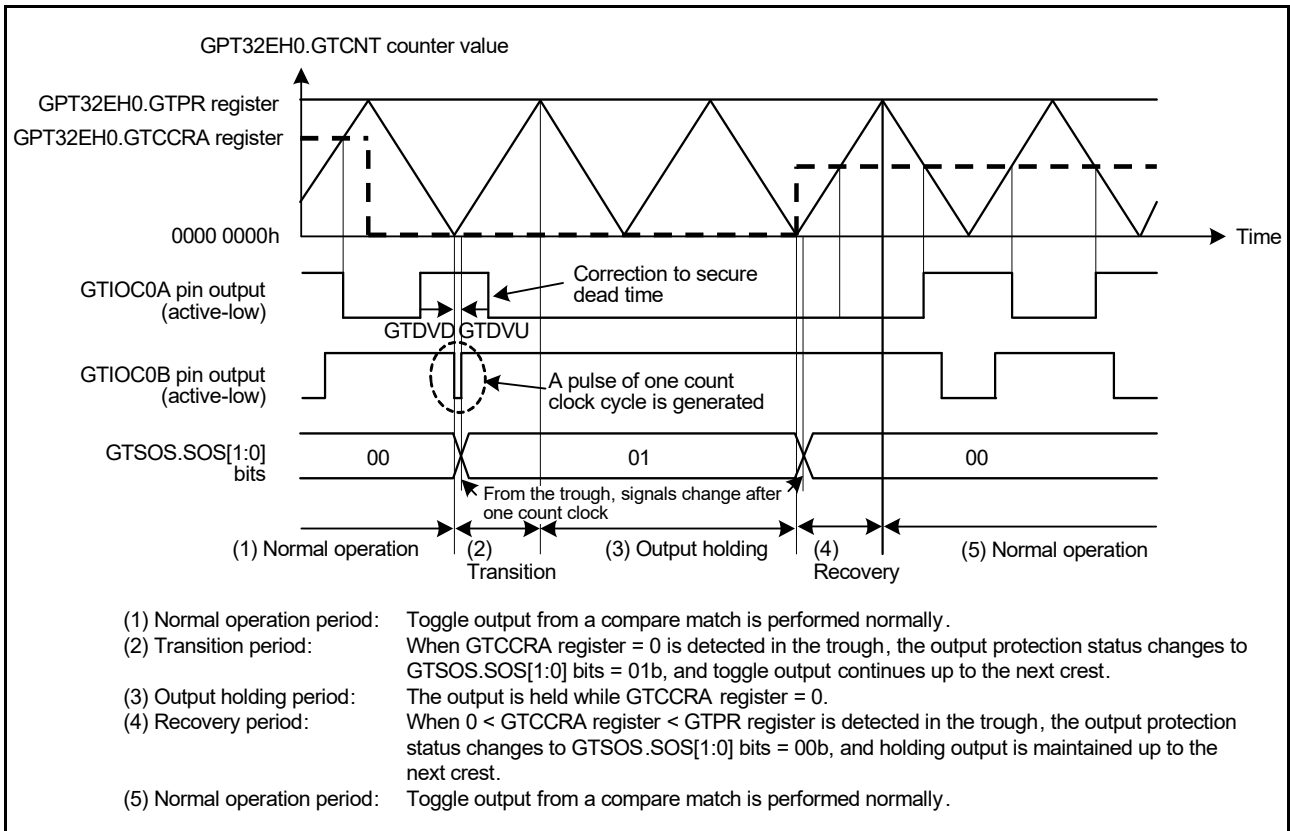 GPT32EH0.GTCNT counter value
GPT32EH0.GTPR register
GPT32EH0.GTCCRA register
0000 0000h
Time
GTIOC0A pin output
(active-low)
Correction to secure
dead time
GTDVD GTDVU
GTIOC0B pin output
(active-low)
A pulse of one count
clock cycle is generated
GTSOS.SOS[1:0]
bits
00
01
00
From the trough, signals change after
one count clock
(1) Normal operation
(2)
Transition
(3) Output holding
(4)
Recovery
(5) Normal operation
(1) Normal operation period: Toggle output from a compare match is performed normally.
(2) Transition period: When GTCCRA register = 0 is detected in the trough, the output protection status changes to
GTSOS.SOS[1:0] bits = 01b, and toggle output continues up to the next crest.
(3) Output holding period: The output is held while GTCCRA register = 0.
(4) Recovery period: When 0 < GTCCRA register < GTPR register is detected in the trough, the output protection
status changes to GTSOS.SOS[1:0] bits = 00b, and holding output is maintained up to the
next crest.
(5) Normal operation period: Toggle output from a compare match is performed normally.